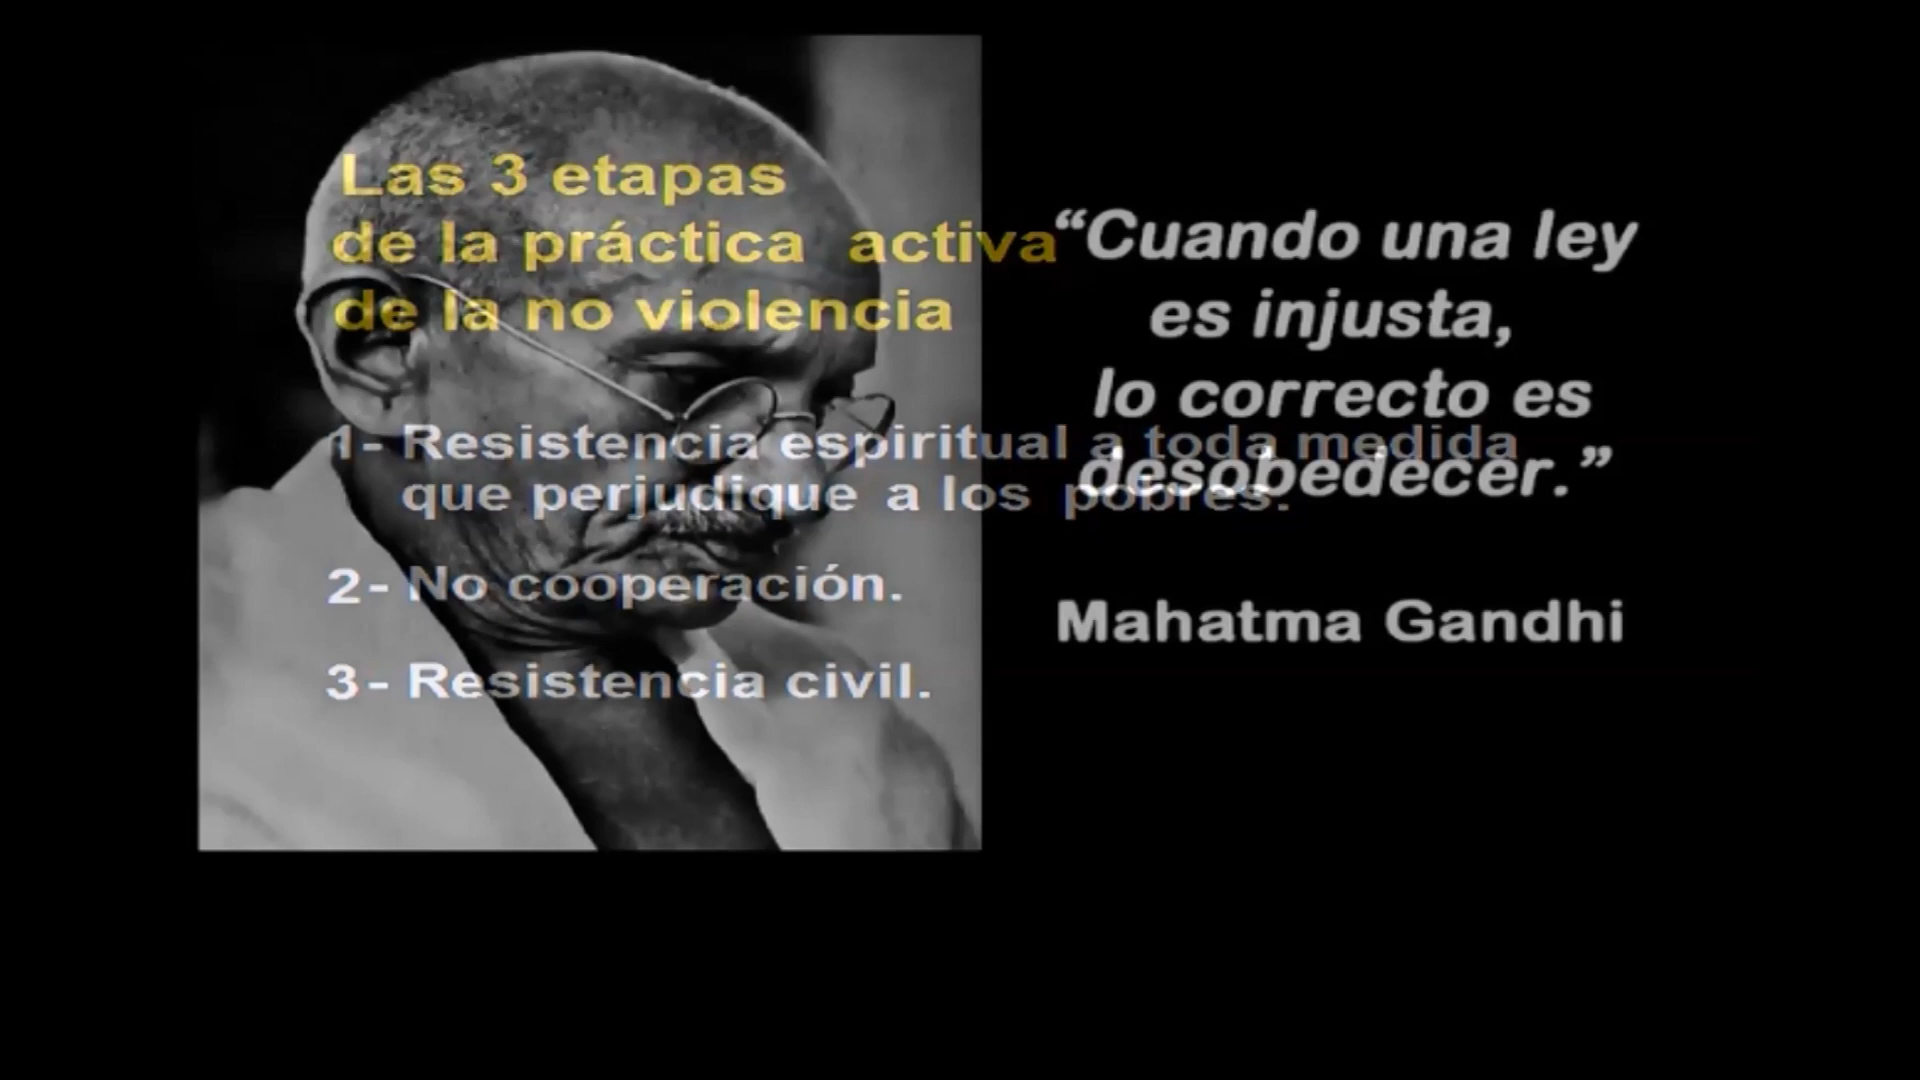 Las 3 etapas
de la práctica activa
de la no violencia
1- Resistencia espiritual a toda medida
que perjudique a los pobres.
2- No cooperación.
3- Resistencia civil.
“Cuando una ley
es injusta,
lo correcto es
desobedecer.”
Mahatma Gandhi